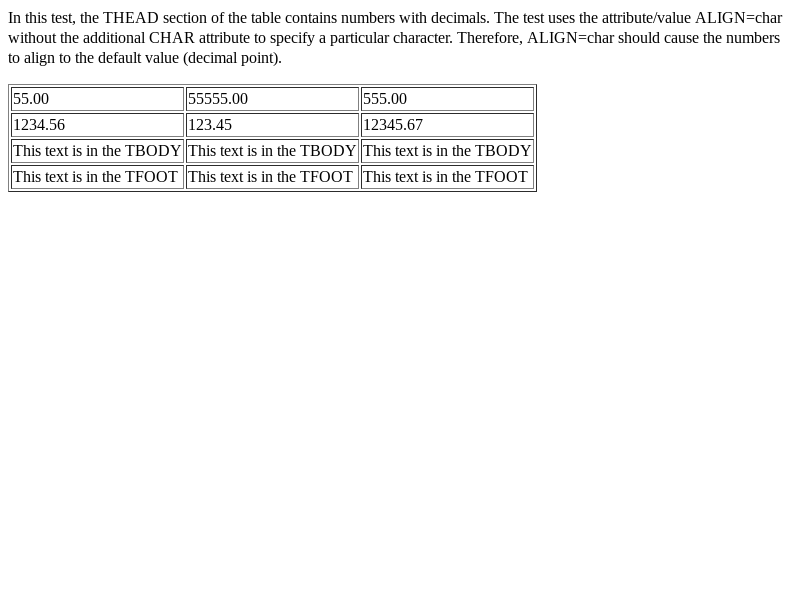 In this test, the THEAD section of the table contains numbers with decimals. The test uses the attribute/value ALIGN=char
without the additional CHAR attribute to specify a particular character. Therefore, ALIGN=char should cause the numbers
to align to the default value (decimal point).
55.00 55555.00 555.00
1234.56 123.45 12345.67
This text is in the TBODY This text is in the TBODY This text is in the TBODY
This text is in the TFOOT This text is in the TFOOT This text is in the TFOOT